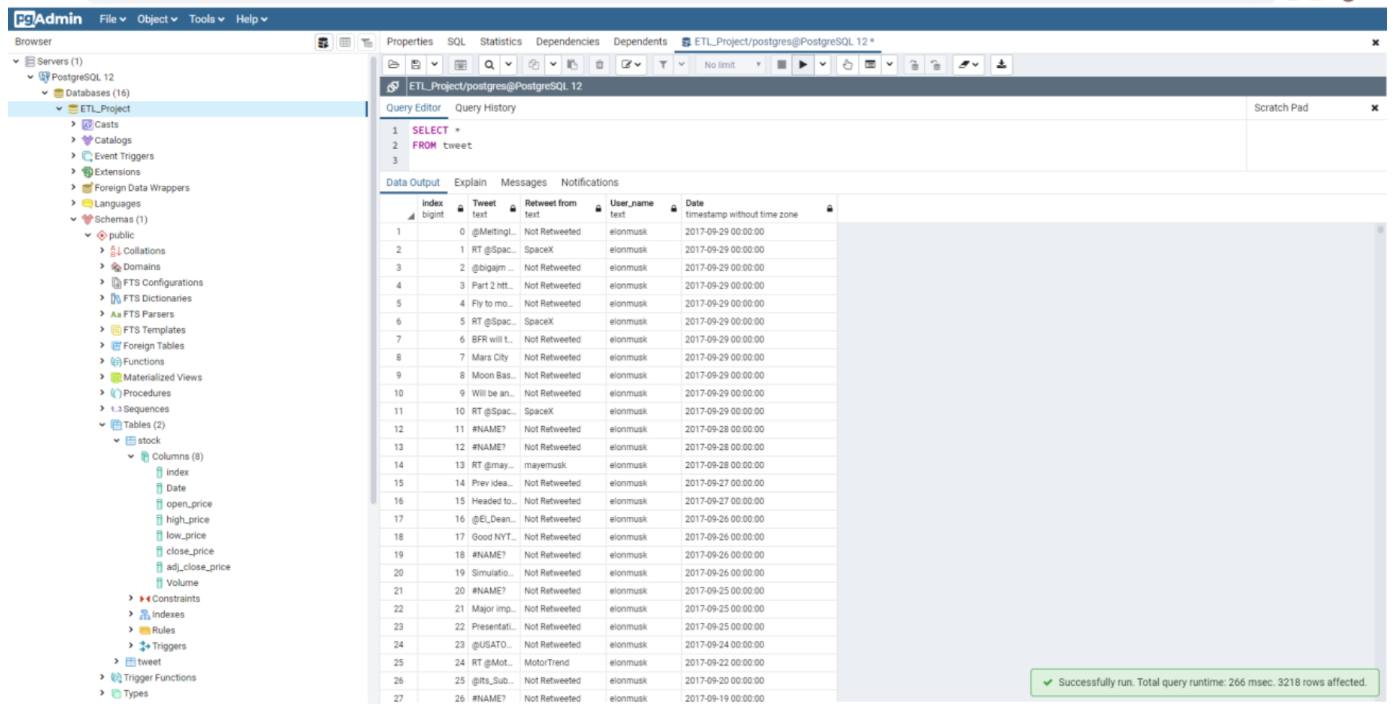 PgAdmin File Object Tools Help
Browser
Properties SQL Statistics Dependencies Dependents ETL_Project/postgres@PostgreSQL 12 *
Servers (1)
PostgreSQL 12
Databases (16)
ETL_Project
Casts
Catalogs
Event Triggers
Extensions
Foreign Data Wrappers
Languages
Schemas (1)
public
Collations
Domains
FTS Configurations
FTS Dictionaries
FTS Parsers
FTS Templates
Foreign Tables
Functions
Materialized Views
Procedures
Sequences
Tables (2)
stock
Columns (8)
index
Date
open_price
high_price
low_price
close_price
adj_close_price
Volume
Constraints
Indexes
Rules
Triggers
tweet
Trigger Functions
Types
No limit
ETL_Project/postgres@PostgreSQL 12
Query Editor Query History
Scratch Pad
1 SELECT *
2 FROM tweet
3
Data Output Explain Messages Notifications
index Tweet Retweet from User_name Date
bigint text text text timestamp without time zone
1 0 @MeltingI... Not Retweeted elonmusk 2017-09-29 00:00:00
2 1 RT @Spac... SpaceX elonmusk 2017-09-29 00:00:00
3 2 @bigajm ... Not Retweeted elonmusk 2017-09-29 00:00:00
4 3 Part 2 htt... Not Retweeted elonmusk 2017-09-29 00:00:00
5 4 Fly to mo... Not Retweeted elonmusk 2017-09-29 00:00:00
6 5 RT @Spac... SpaceX elonmusk 2017-09-29 00:00:00
7 6 BFR will t... Not Retweeted elonmusk 2017-09-29 00:00:00
8 7 Mars City Not Retweeted elonmusk 2017-09-29 00:00:00
9 8 Moon Bas... Not Retweeted elonmusk 2017-09-29 00:00:00
10 9 Will be an... Not Retweeted elonmusk 2017-09-29 00:00:00
11 10 RT @Spac... SpaceX elonmusk 2017-09-29 00:00:00
12 11 #NAME? Not Retweeted elonmusk 2017-09-28 00:00:00
13 12 #NAME? Not Retweeted elonmusk 2017-09-28 00:00:00
14 13 RT @may... mayemusk elonmusk 2017-09-28 00:00:00
15 14 Prev idea... Not Retweeted elonmusk 2017-09-27 00:00:00
16 15 Headed to... Not Retweeted elonmusk 2017-09-27 00:00:00
17 16 @El_Dean... Not Retweeted elonmusk 2017-09-26 00:00:00
18 17 Good NYT... Not Retweeted elonmusk 2017-09-26 00:00:00
19 18 #NAME? Not Retweeted elonmusk 2017-09-26 00:00:00
20 19 Simulatio... Not Retweeted elonmusk 2017-09-26 00:00:00
21 20 #NAME? Not Retweeted elonmusk 2017-09-25 00:00:00
22 21 Major imp... Not Retweeted elonmusk 2017-09-25 00:00:00
23 22 Presentati... Not Retweeted elonmusk 2017-09-25 00:00:00
24 23 @USATO... Not Retweeted elonmusk 2017-09-24 00:00:00
25 24 RT @Mot... MotorTrend elonmusk 2017-09-22 00:00:00
26 25 @Its_Sub... Not Retweeted elonmusk 2017-09-20 00:00:00
27 26 #NAME? Not Retweeted elonmusk 2017-09-19 00:00:00
Successfully run. Total query runtime: 266 msec. 3218 rows affected.